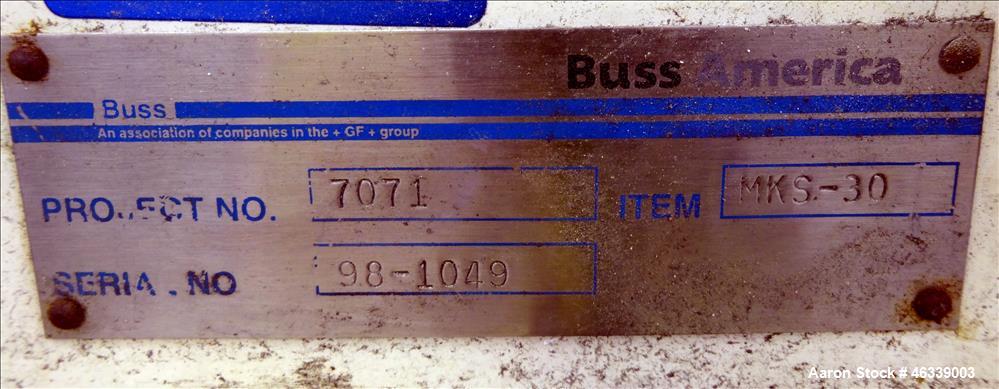 Buss America
Buss
An association of companies in the + GF + group
PROJECT NO. 7071 ITEM MKS-30
SERIAL NO 98-1049
Aaron Stock # 46339003